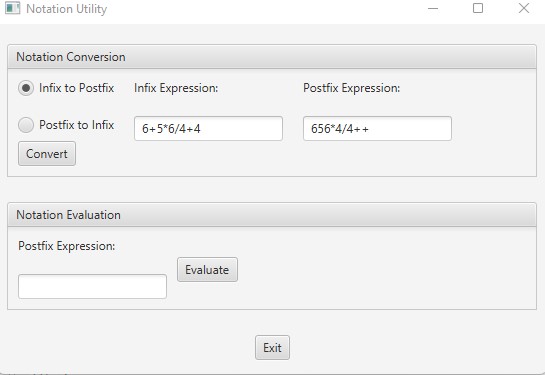 Notation Utility
Notation Conversion
Infix to Postfix Infix Expression: Postfix Expression:
Postfix to Infix 6+5*6/4+4 656*4/4++
Convert
Notation Evaluation
Postfix Expression:
Evaluate
Exit